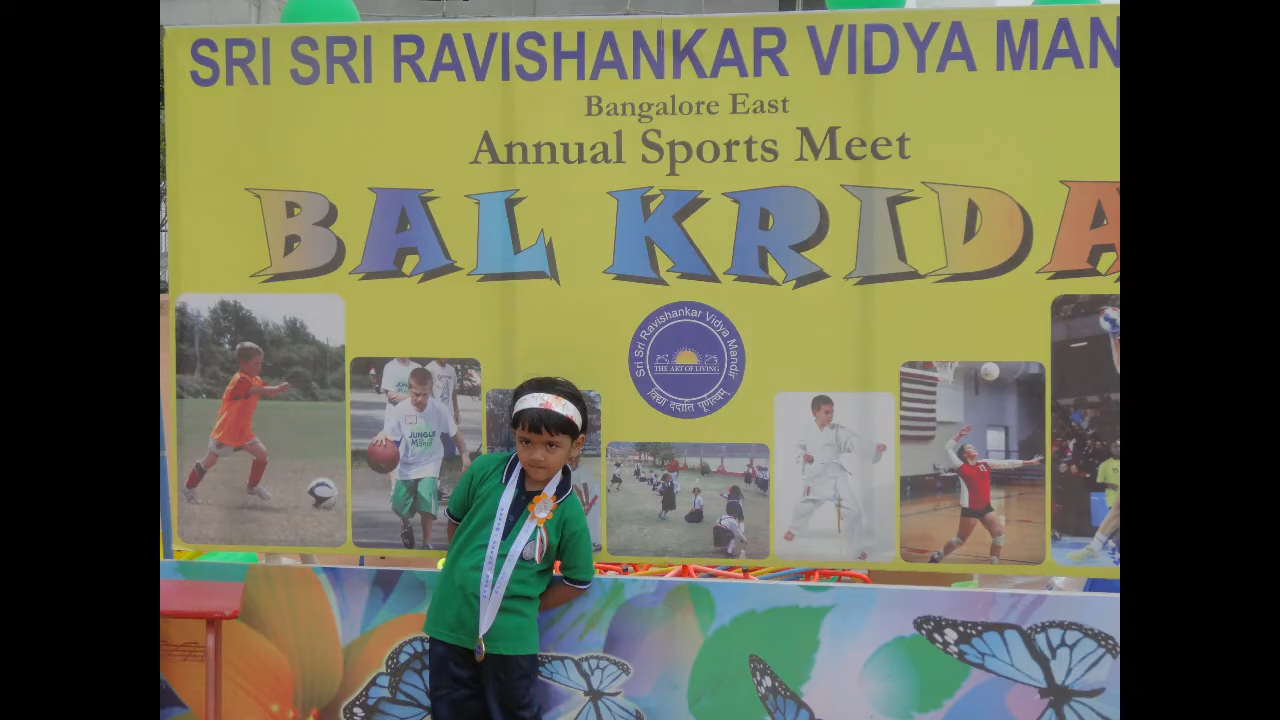 SRI SRI RAVISHANKAR VIDYA MAN
Bangalore East
Annual Sports Meet
BAL KRIDA
Sri Sri Ravishankar Vidya Mandir
THE ART OF LIVING
विद्या ददाति पूर्णत्वम्
JUNGLE